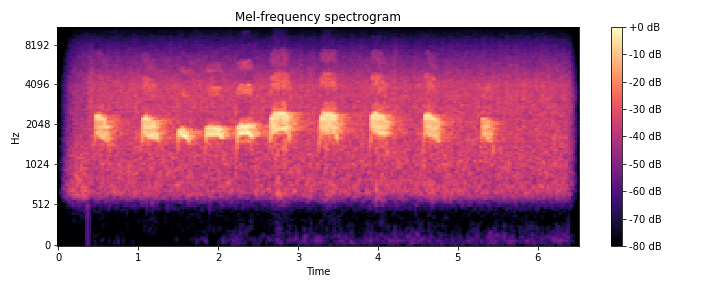 Mel-frequency spectrogram
+0 dB
8192
-10 dB
4096
-20 dB
-30 dB
2048
Hz
-40 dB
1024
-50 dB
512
-60 dB
-70 dB
0
-80 dB
0 1 2 3 4 5 6
Time